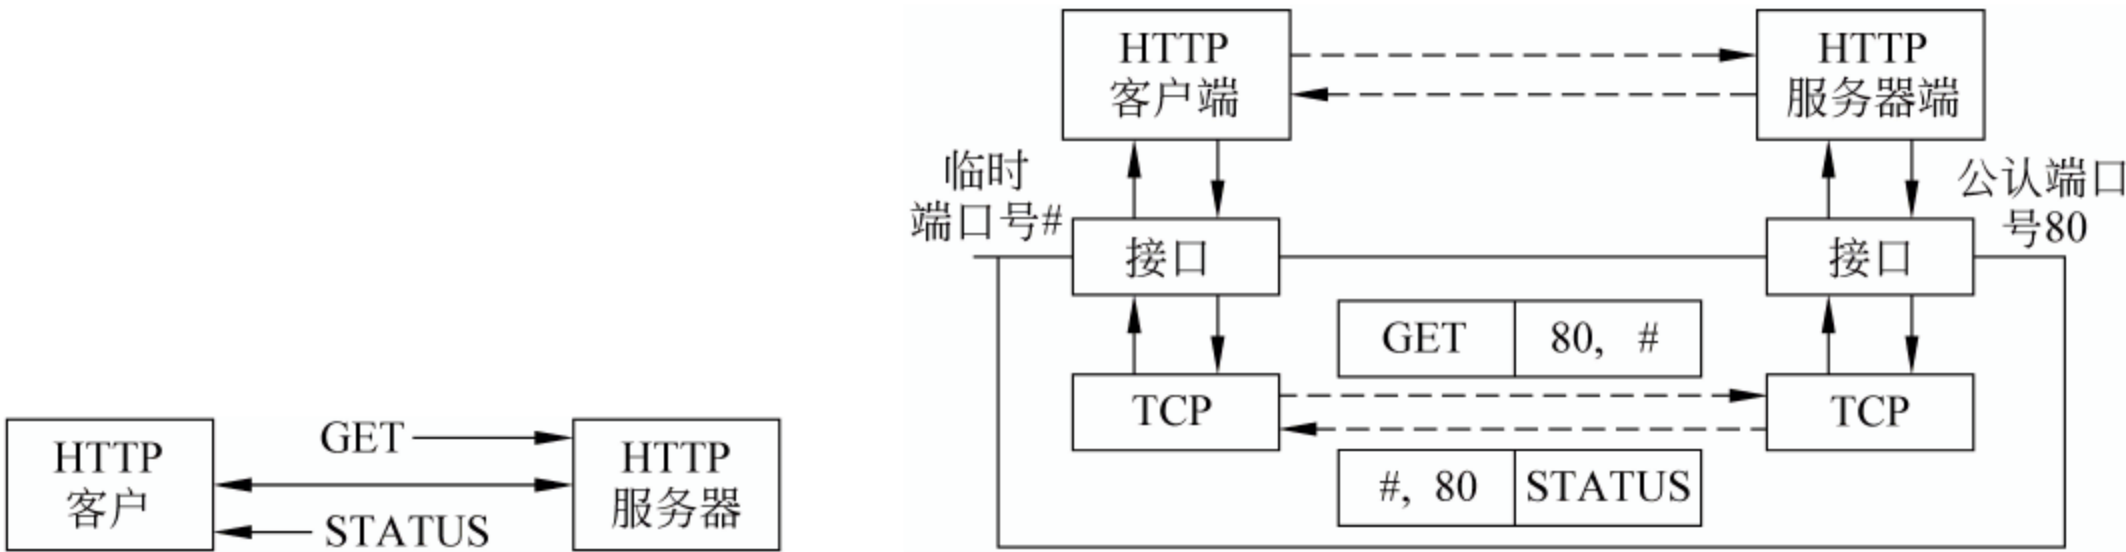 HTTP
客户
GET
STATUS
HTTP
服务器
HTTP
客户端
HTTP
服务器端
临时
端口号#
公认端口
号80
接口
接口
GET 80, #
TCP
TCP
#, 80 STATUS